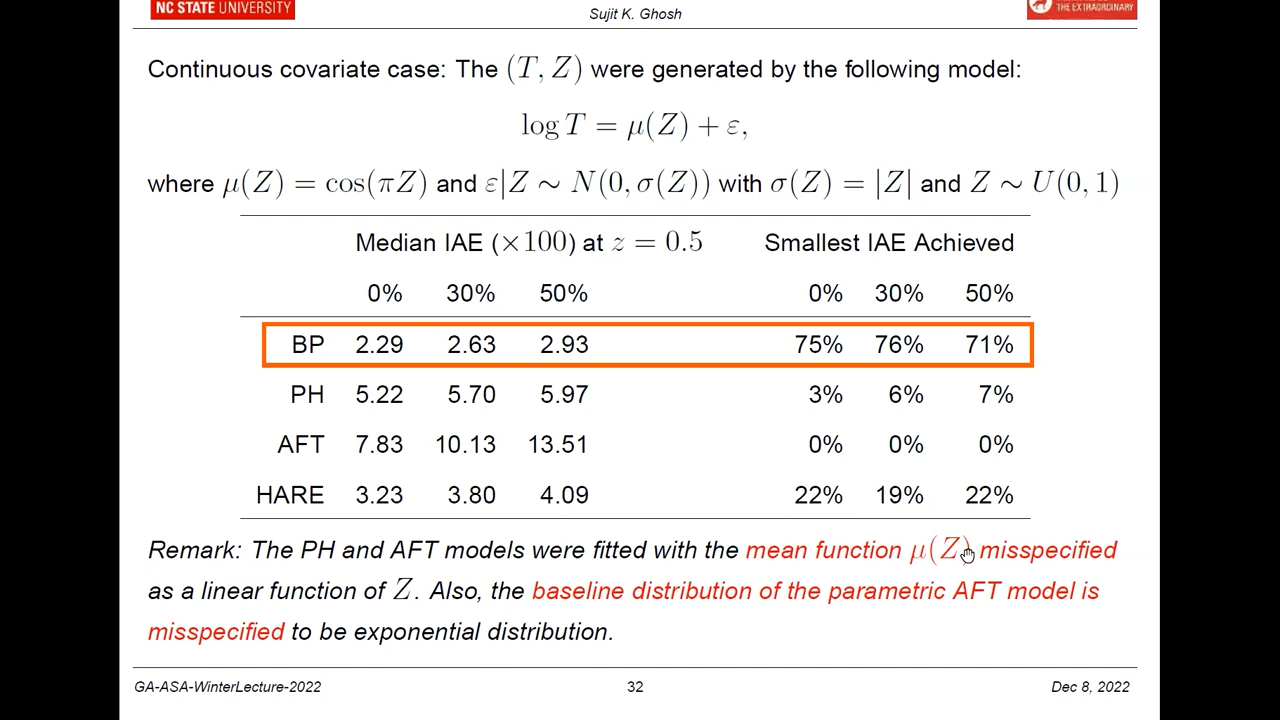 NC STATE UNIVERSITY
Sujit K. Ghosh
THE EXTRAORDINARY
Continuous covariate case: The (T, Z) were generated by the following model:
log T = μ(Z) + ε,
where μ(Z) = cos(πZ) and ε|Z ∼ N(0, σ(Z)) with σ(Z) = |Z| and Z ∼ U(0, 1)
Median IAE (×100) at z = 0.5 Smallest IAE Achieved
0% 30% 50% 0% 30% 50%
BP 2.29 2.63 2.93 75% 76% 71%
PH 5.22 5.70 5.97 3% 6% 7%
AFT 7.83 10.13 13.51 0% 0% 0%
HARE 3.23 3.80 4.09 22% 19% 22%
Remark: The PH and AFT models were fitted with the mean function μ(Z) misspecified
as a linear function of Z. Also, the baseline distribution of the parametric AFT model is
misspecified to be exponential distribution.
GA-ASA-WinterLecture-2022 32 Dec 8, 2022